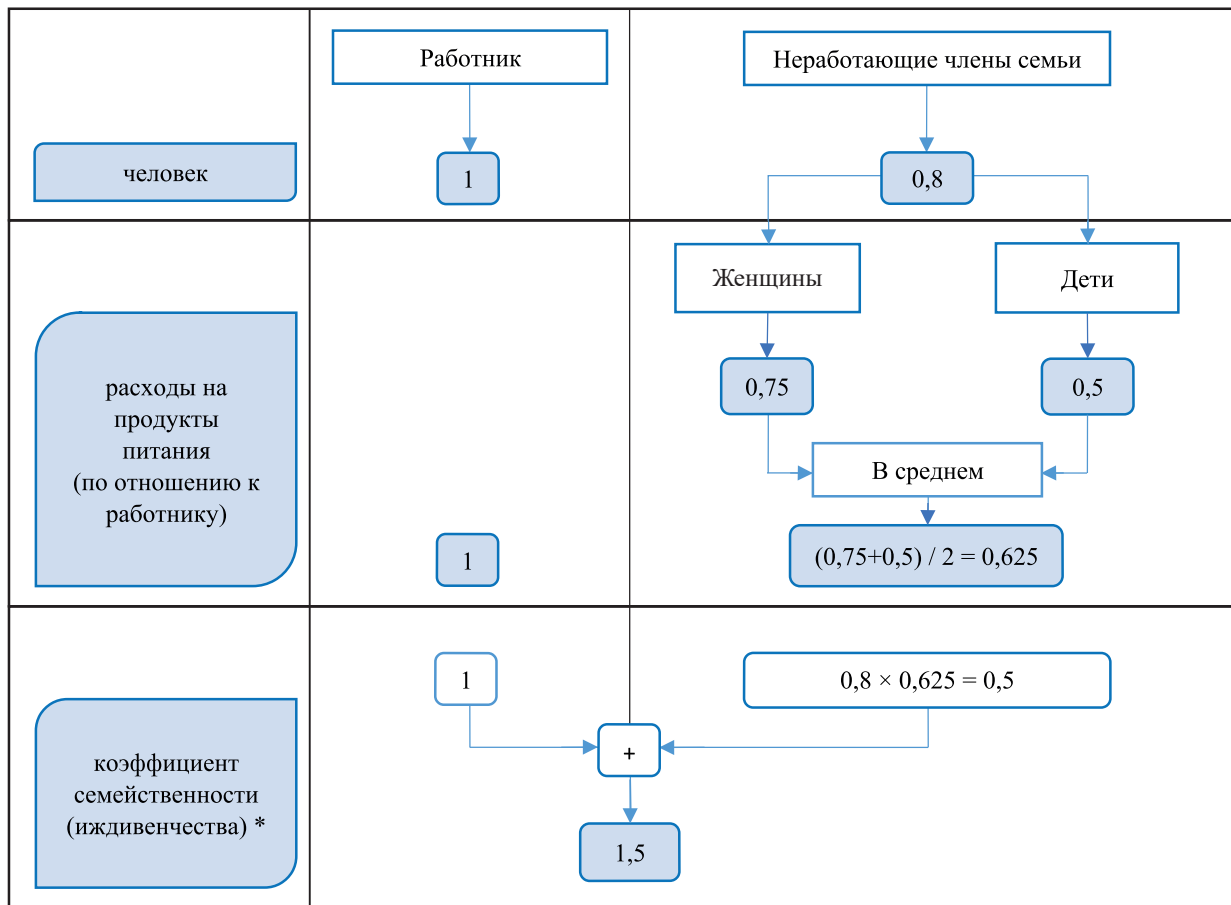 Работник
Неработающие члены семьи
человек
1
0,8
Женщины
Дети
расходы на
продукты
питания
(по отношению к
работнику)
0,75
0,5
В среднем
1
(0,75+0,5) / 2 = 0,625
коэффициент
семейственности
(иждивенчества) *
1
0,8 × 0,625 = 0,5
+
1,5